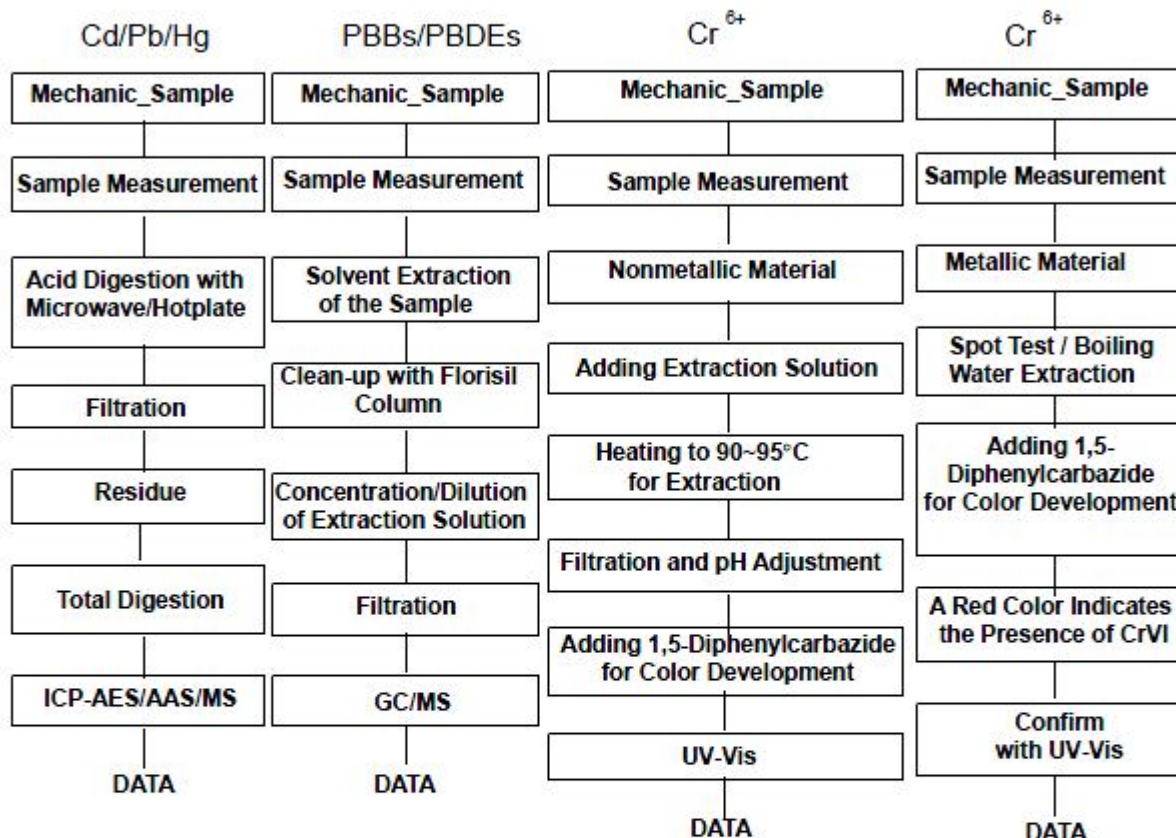 Cd/Pb/Hg
Mechanic_Sample
Sample Measurement
Acid Digestion with
Microwave/Hotplate
Filtration
Residue
Total Digestion
ICP-AES/AAS/MS
DATA
PBBs/PBDEs
Mechanic_Sample
Sample Measurement
Solvent Extraction
of the Sample
Clean-up with Florisil
Column
Concentration/Dilution
of Extraction Solution
Filtration
GC/MS
DATA
Cr 6+
Mechanic_Sample
Sample Measurement
Nonmetallic Material
Adding Extraction Solution
Heating to 90~95°C
for Extraction
Filtration and pH Adjustment
Adding 1,5-Diphenylcarbazide
for Color Development
UV-Vis
DATA
Cr 6+
Mechanic_Sample
Sample Measurement
Metallic Material
Spot Test / Boiling
Water Extraction
Adding 1,5-
Diphenylcarbazide
for Color Development
A Red Color Indicates
the Presence of CrVI
Confirm
with UV-Vis
DATA